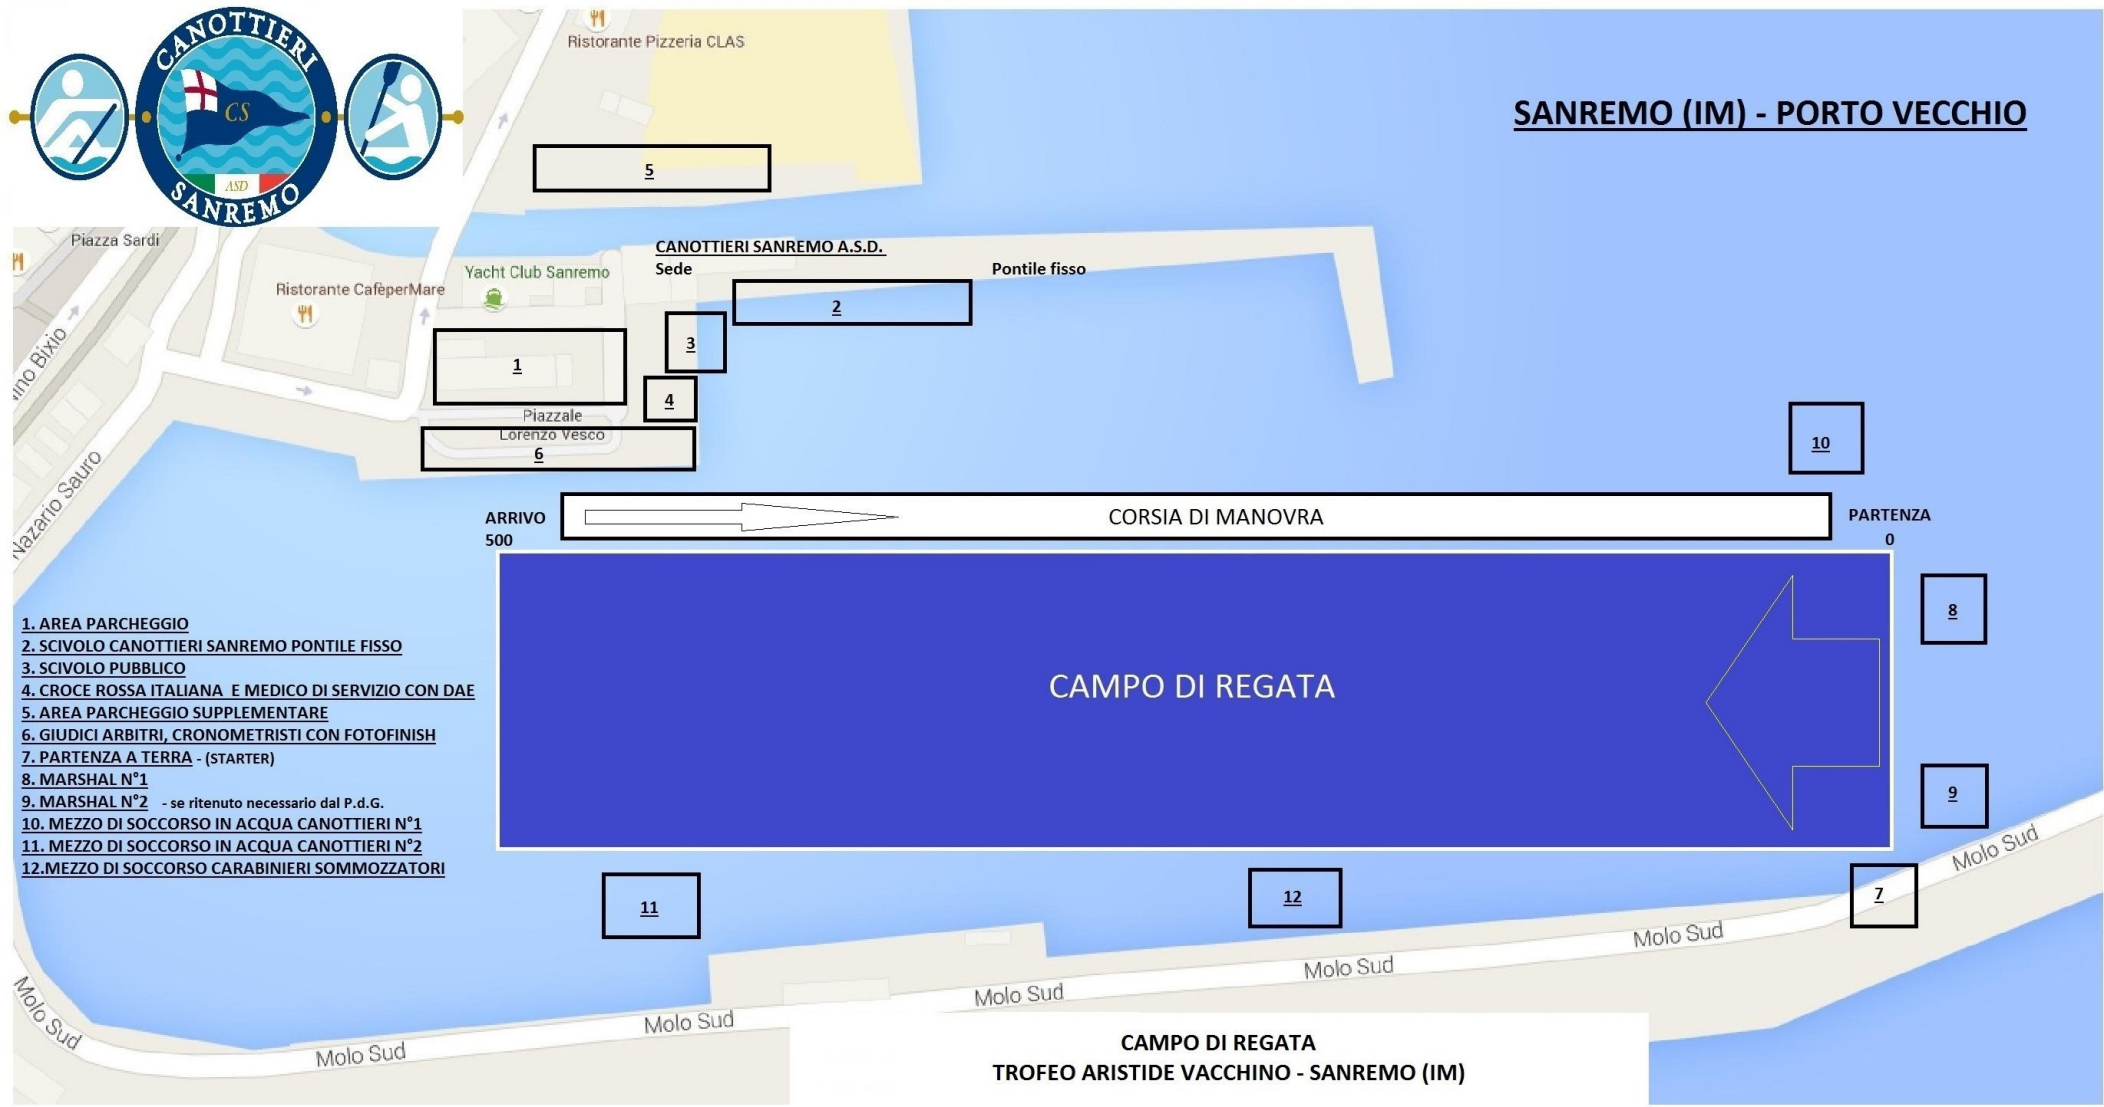 CANOTTIERI
CS
ASD
SANREMO
Ristorante Pizzeria CLAS
SANREMO (IM) - PORTO VECCHIO
5
Piazza Sardi
CANOTTIERI SANREMO A.S.D.
Sede
Pontile fisso
Yacht Club Sanremo
Ristorante CafèperMare
2
3
1
4
Piazzale
Lorenzo Vesco
6
10
Nazario Sauro
ARRIVO
500
CORSIA DI MANOVRA
PARTENZA
0
8
CAMPO DI REGATA
9
1. AREA PARCHEGGIO
2. SCIVOLO CANOTTIERI SANREMO PONTILE FISSO
3. SCIVOLO PUBBLICO
4. CROCE ROSSA ITALIANA  E MEDICO DI SERVIZIO CON DAE
5. AREA PARCHEGGIO SUPPLEMENTARE
6. GIUDICI ARBITRI, CRONOMETRISTI CON FOTOFINISH
7. PARTENZA A TERRA - (STARTER)
8. MARSHAL N°1
9. MARSHAL N°2 - se ritenuto necessario dal P.d.G.
10. MEZZO DI SOCCORSO IN ACQUA CANOTTIERI N°1
11. MEZZO DI SOCCORSO IN ACQUA CANOTTIERI N°2
12.MEZZO DI SOCCORSO CARABINIERI SOMMOZZATORI
11
12
7
Molo Sud
Molo Sud
Molo Sud
Molo Sud
Molo Sud
Molo Sud
Molo Sud
CAMPO DI REGATA
TROFEO ARISTIDE VACCHINO - SANREMO (IM)